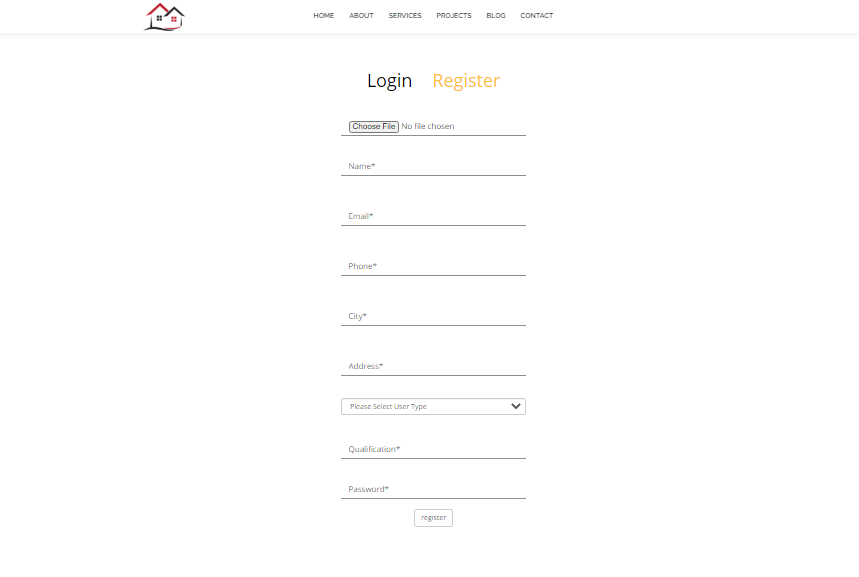 HOME ABOUT SERVICES PROJECTS BLOG CONTACT
Login Register
Choose File No file chosen
Name*
Email*
Phone*
City*
Address*
Please Select User Type
Qualification*
Password*
register